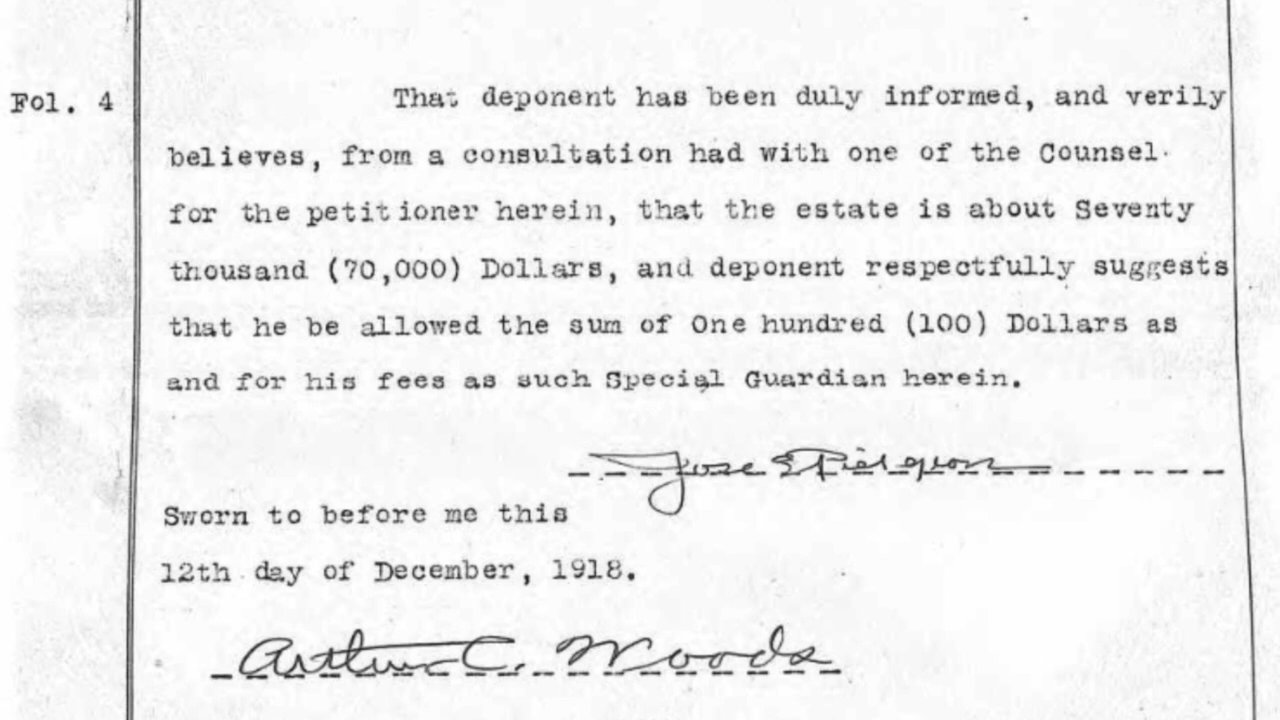 Fol. 4
That deponent has been duly informed, and verily
believes, from a consultation had with one of the Counsel
for the petitioner herein, that the estate is about Seventy
thousand (70,000) Dollars, and deponent respectfully suggests
that he be allowed the sum of One hundred (100) Dollars as
and for his fees as such Special Guardian herein.
Jose E
Sworn to before me this
12th day of December, 1918.
Arthur C. Woods